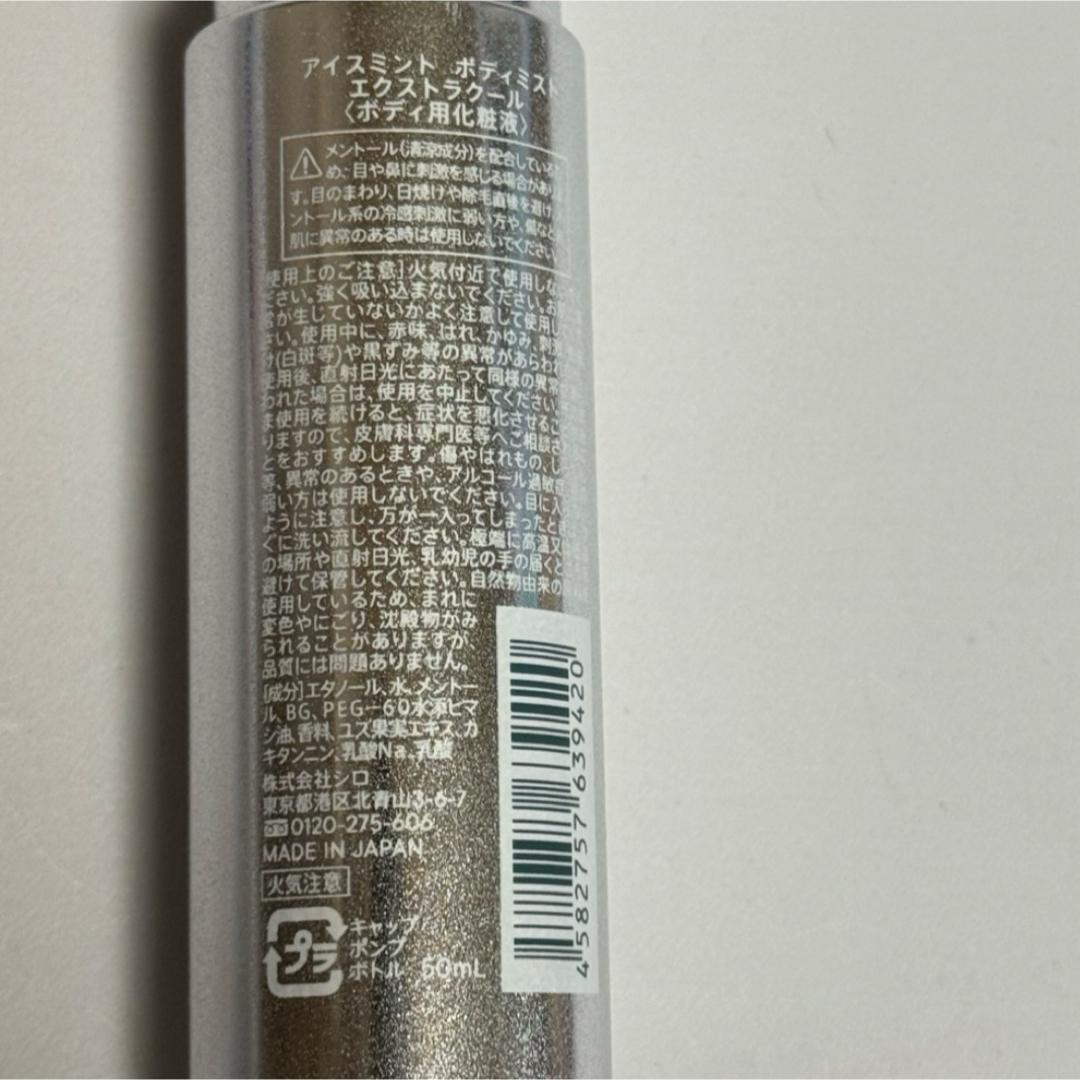 アイスミント ボディミスト
エクストラクール
〈ボディ用化粧液〉
メントール(清涼成分)を配合している
め、目や鼻に刺激を感じる場合があり
す。目のまわり、日焼けや除毛直後を避け
ントール系の冷感刺激に弱い方や、傷など
肌に異常のある時は使用しないでください。
使用上のご注意]火気付近で使用しな
ださい。強く吸い込まないでください。お
常が生じていないかよく注意して使用し
さい。使用中に、赤味、はれ、かゆみ、刺激
け(白斑等)や黒ずみ等の異常があらわれ
使用後、直射日光にあたって同様の異常
われた場合は、使用を中止してください。
ま使用を続けると、症状を悪化させるこ
りますので、皮膚科専門医等へご相談さ
とをおすすめします。傷やはれもの、し
等、異常のあるときや、アルコール過敏
弱い方は使用しないでください。目に入
ように注意し、万が一入ってしまったとき
ぐに洗い流してください。極端に高温又
の場所や直射日光、乳幼児の手の届くと
避けて保管してください。自然物由来の
使用しているため、まれに
変色やにごり、沈殿物がみ
られることがありますが
品質には問題ありません。
[成分]エタノール、水、メントー
ル、BG、PEG-60水添ヒマ
シ油、香料、ユズ果実エキス、カ
キタンニン、乳酸Na、乳酸
株式会社シロ
東京都港区北青山3-6-7
0120-275-606
MADE IN JAPAN
火気注意
プラ
キャップ
ポンプ
ボトル 50mL
4582757639420